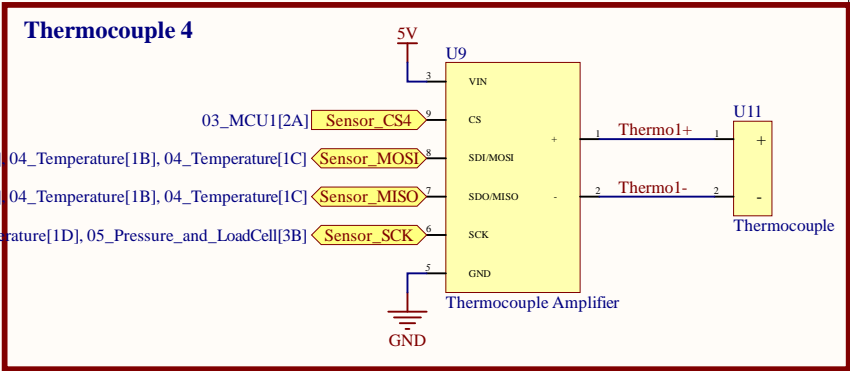 Thermocouple 4
5V
U9
3 VIN
03_MCU1[2A] Sensor_CS4 9 CS
U11
+ 1 Thermo1+ 1 +
04_Temperature[1B], 04_Temperature[1C] Sensor_MOSI 8 SDI/MOSI
04_Temperature[1B], 04_Temperature[1C] Sensor_MISO 7 SDO/MISO
- 2 Thermo1- 2 -
Thermocouple
erature[1D], 05_Pressure_and_LoadCell[3B] Sensor_SCK 6 SCK
5 GND
Thermocouple Amplifier
GND